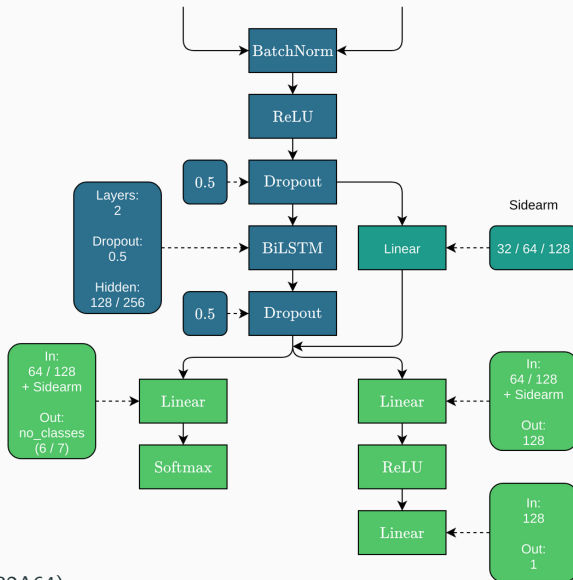 BatchNorm
ReLU
0.5
Dropout
Layers:
2
Dropout:
0.5
Hidden:
128 / 256
BiLSTM
Linear
Sidearm
32 / 64 / 128
0.5
Dropout
In:
64 / 128
+ Sidearm
Out:
no_classes
(6 / 7)
Linear
Softmax
Linear
In:
64 / 128
+ Sidearm
Out:
128
ReLU
Linear
In:
128
Out:
1